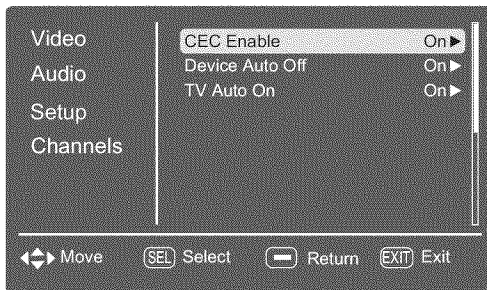 Video
Audio
Setup
Channels
CEC Enable On
Device Auto Off On
TV Auto On On
Move SEL Select Return EXIT Exit